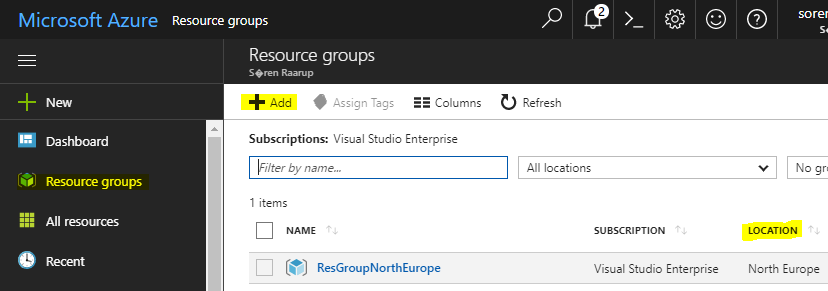 Microsoft Azure Resource groups 2 soren
S�
Resource groups
S�ren Raarup
New
Add Assign Tags Columns Refresh
Dashboard
Subscriptions: Visual Studio Enterprise
Resource groups
Filter by name... All locations No gro
All resources
1 items
NAME SUBSCRIPTION LOCATION
Recent
ResGroupNorthEurope Visual Studio Enterprise North Europe